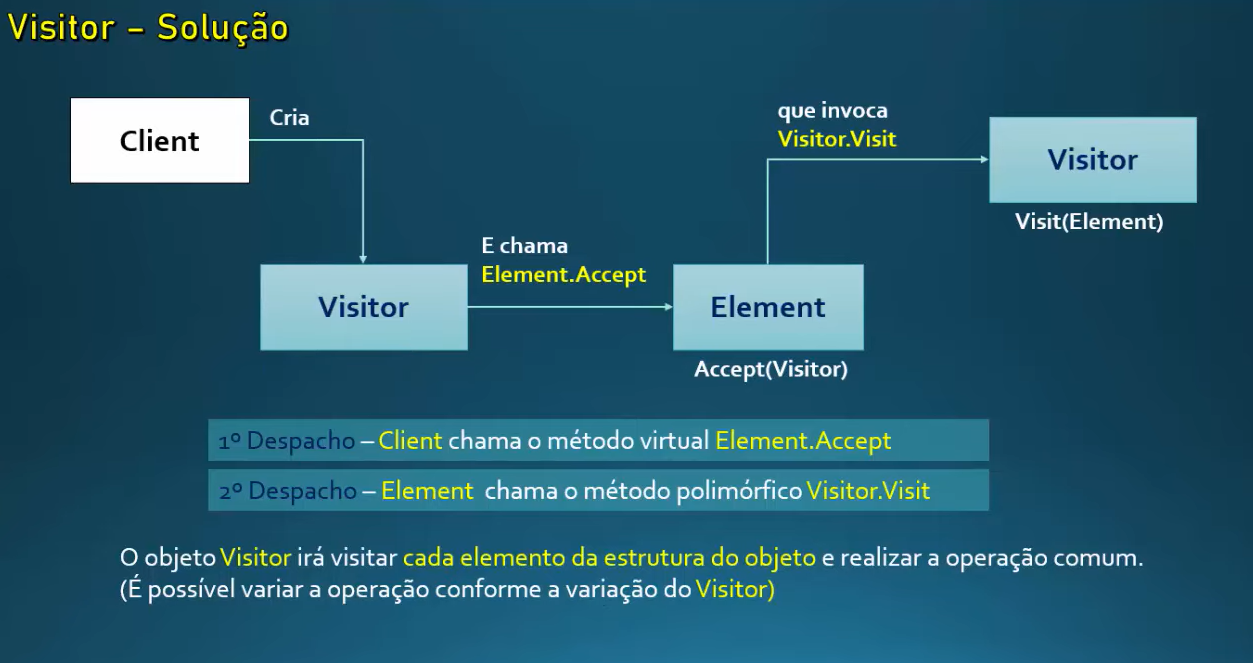 Visitor – Solução
Client
Cria
Visitor
E chama
Element.Accept
Element
Accept(Visitor)
que invoca
Visitor.Visit
Visitor
Visit(Element)
1º Despacho – Client chama o método virtual Element.Accept
2º Despacho – Element chama o método polimórfico Visitor.Visit
O objeto Visitor irá visitar cada elemento da estrutura do objeto e realizar a operação comum.
(É possível variar a operação conforme a variação do Visitor)